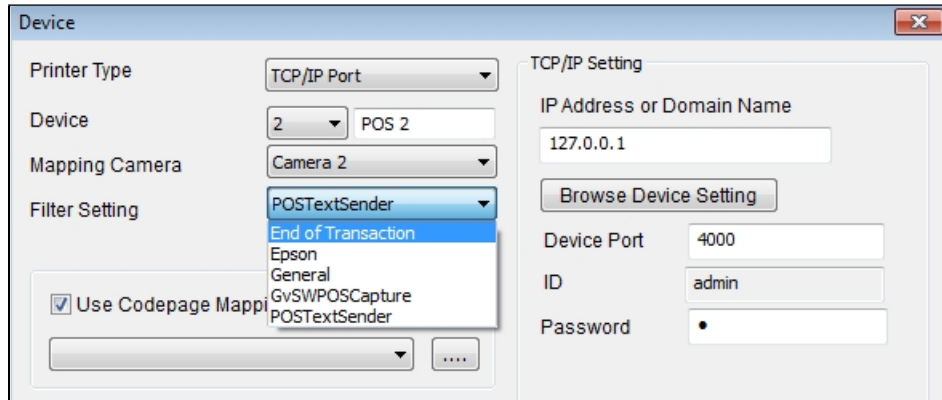 Device
Printer Type
TCP/IP Port
Device
2
POS 2
Mapping Camera
Camera 2
Filter Setting
POSTextSender
End of Transaction
Epson
General
GvSWPOSCapture
POSTextSender
Use Codepage Mappi
....
TCP/IP Setting
IP Address or Domain Name
127.0.0.1
Browse Device Setting
Device Port
4000
ID
admin
Password
•